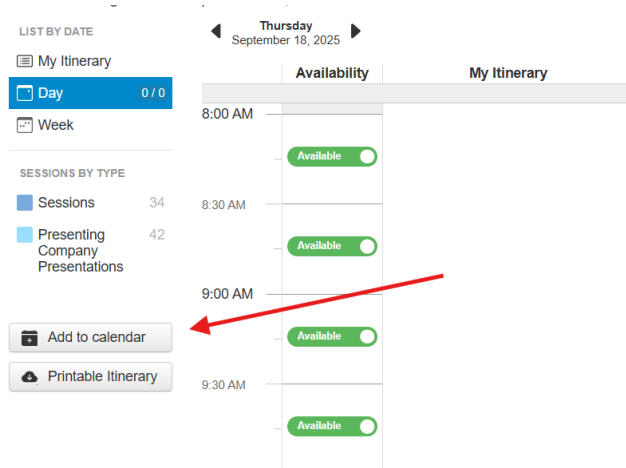 LIST BY DATE
My Itinerary
Day 0 / 0
Week
SESSIONS BY TYPE
Sessions 34
Presenting 42
Company
Presentations
Add to calendar
Printable Itinerary
Thursday
September 18, 2025
Availability My Itinerary
8:00 AM
Available
8:30 AM
Available
9:00 AM
Available
9:30 AM
Available